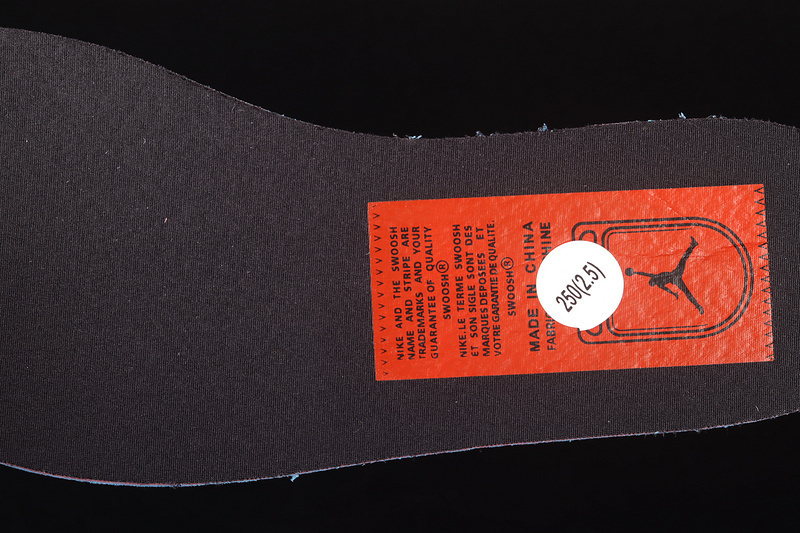 NIKE AND THE SWOOSH
NAME AND STRIPE ARE
TRADEMARKS AND YOUR
GUARANTEE OF QUALITY
SWOOSH®
NIKE.LE TERME SWOOSH
ET SON SIGLE SONT DES
MARQUES DEPOSEES ET
VOTRE GARANTIE DE QUALITE.
SWOOSH®
MADE IN CHINA
250(2.5)